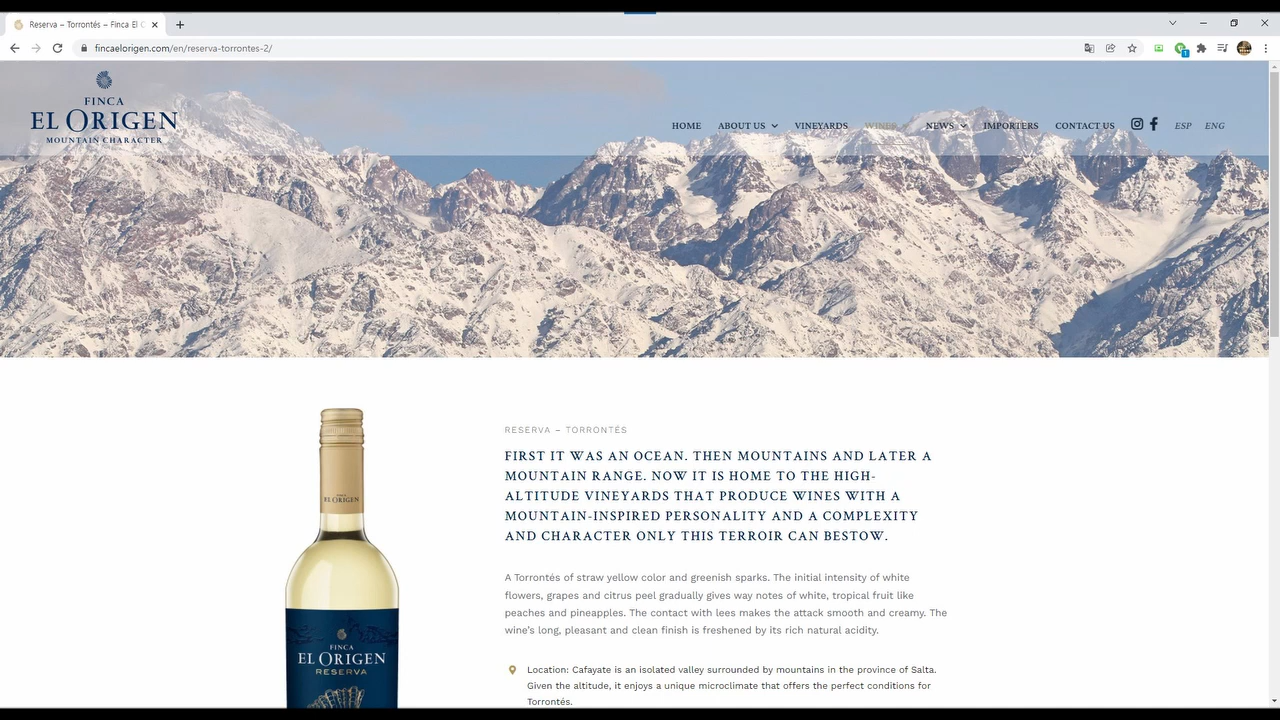 Reserva – Torrontés – Finca El O
fincaelorigen.com/en/reserva-torrontes-2/
1
FINCA
EL ORIGEN
MOUNTAIN CHARACTER
HOME ABOUT US VINEYARDS WINES NEWS IMPORTERS CONTACT US ESP ENG
RESERVA – TORRONTÉS
FIRST IT WAS AN OCEAN. THEN MOUNTAINS AND LATER A
MOUNTAIN RANGE. NOW IT IS HOME TO THE HIGH-
ALTITUDE VINEYARDS THAT PRODUCE WINES WITH A
MOUNTAIN-INSPIRED PERSONALITY AND A COMPLEXITY
AND CHARACTER ONLY THIS TERROIR CAN BESTOW.
A Torrontés of straw yellow color and greenish sparks. The initial intensity of white
flowers, grapes and citrus peel gradually gives way notes of white, tropical fruit like
peaches and pineapples. The contact with lees makes the attack smooth and creamy. The
wine's long, pleasant and clean finish is freshened by its rich natural acidity.
Location: Cafayate is an isolated valley surrounded by mountains in the province of Salta.
Given the altitude, it enjoys a unique microclimate that offers the perfect conditions for
Torrontés.
FINCA
EL ORIGEN
FINCA
EL ORIGEN
RESERVA